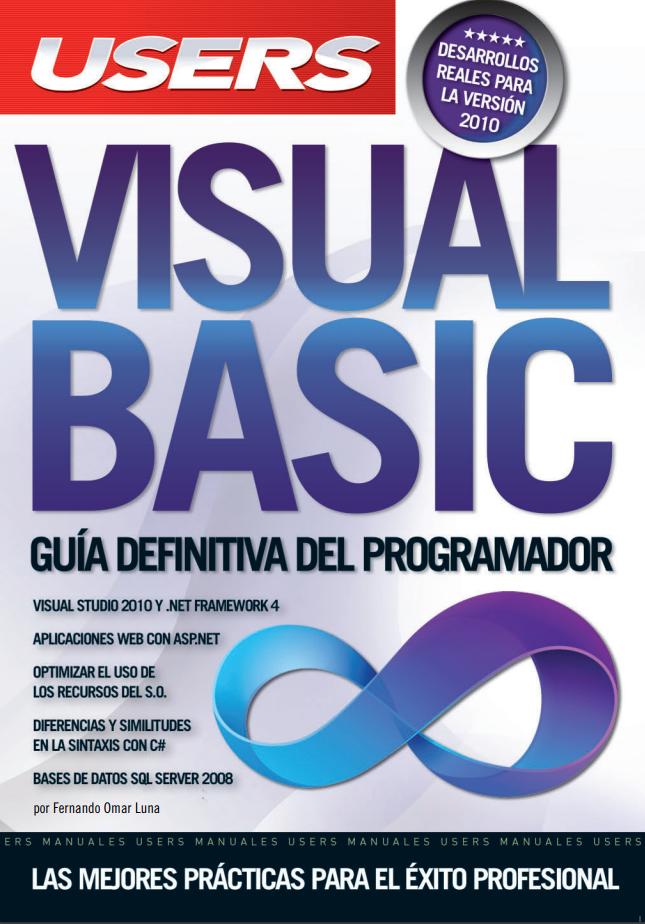 USERS
★★★★★
DESARROLLOS
REALES PARA
LA VERSIÓN
2010
VISUAL
BASIC
GUÍA DEFINITIVA DEL PROGRAMADOR
VISUAL STUDIO 2010 Y .NET FRAMEWORK 4
APLICACIONES WEB CON ASP.NET
OPTIMIZAR EL USO DE
LOS RECURSOS DEL S.O.
DIFERENCIAS Y SIMILITUDES
EN LA SINTAXIS CON C#
BASES DE DATOS SQL SERVER 2008
por Fernando Omar Luna
ERS MANUALES USERS MANUALES USERS MANUALES USERS MANUALES USERS
LAS MEJORES PRÁCTICAS PARA EL ÉXITO PROFESIONAL